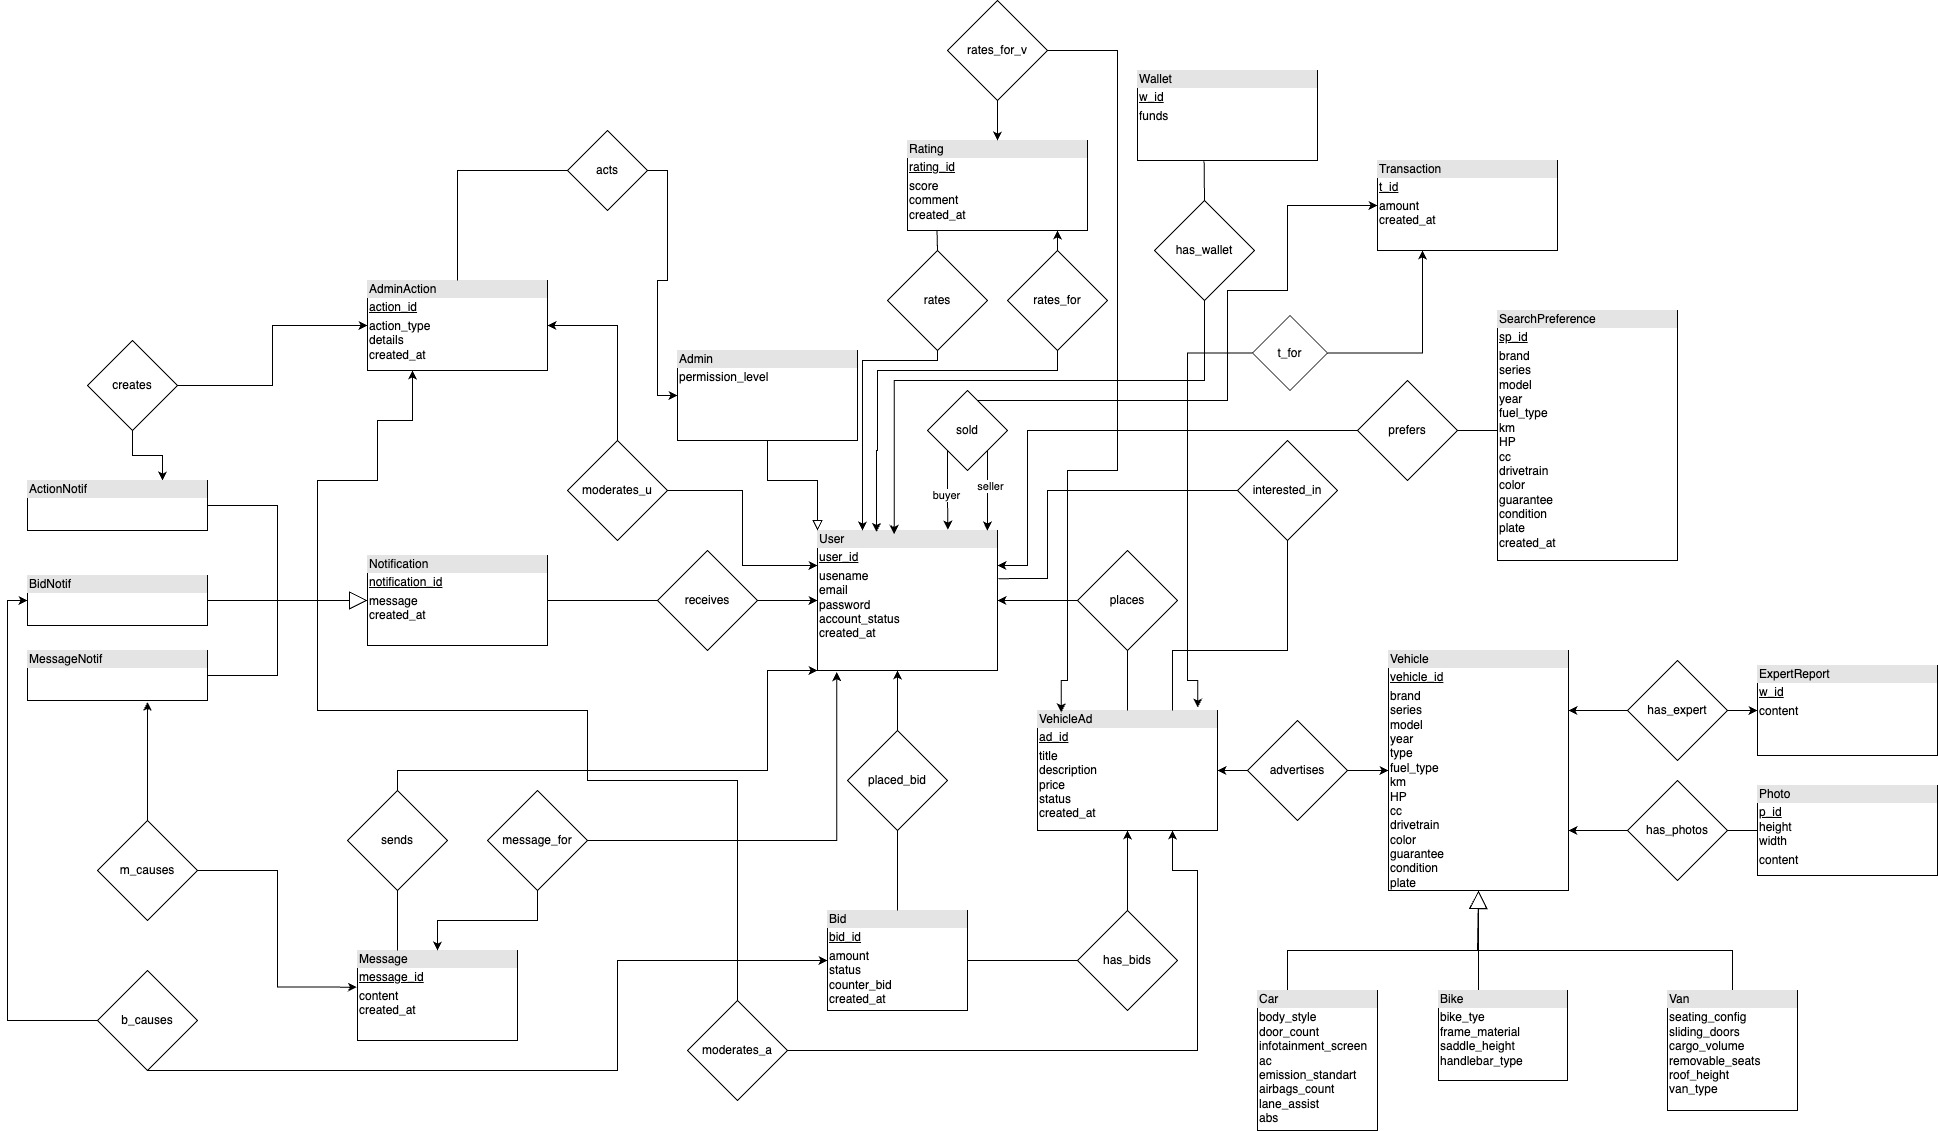 rates_for_v
Wallet
w_id
funds
acts
Rating
rating_id
score
comment
created_at
Transaction
t_id
amount
created_at
has_wallet
AdminAction
action_id
action_type
details
created_at
rates
rates_for
SearchPreference
sp_id
brand
series
model
year
fuel_type
km
HP
cc
drivetrain
color
guarantee
condition
plate
created_at
t_for
Admin
permission_level
creates
sold
prefers
buyer
seller
moderates_u
interested_in
ActionNotif
User
user_id
usename
email
password
account_status
created_at
Notification
notification_id
message
created_at
BidNotif
receives
places
MessageNotif
Vehicle
vehicle_id
brand
series
model
year
type
fuel_type
km
HP
cc
drivetrain
color
guarantee
condition
plate
ExpertReport
w_id
content
has_expert
VehicleAd
ad_id
title
description
price
status
created_at
advertises
placed_bid
Photo
p_id
height
width
content
has_photos
sends
message_for
m_causes
Bid
bid_id
amount
status
counter_bid
created_at
has_bids
Message
message_id
content
created_at
b_causes
moderates_a
Car
body_style
door_count
infotainment_screen
ac
emission_standart
airbags_count
lane_assist
abs
Bike
bike_tye
frame_material
saddle_height
handlebar_type
Van
seating_config
sliding_doors
cargo_volume
removable_seats
roof_height
van_type